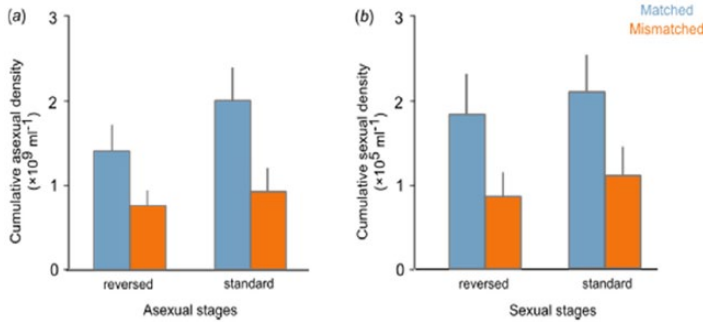 (a)
3
2
1
0
Cumulative asexual density
(×10⁹ ml⁻¹)
reversed
standard
Asexual stages
(b)
Matched
Mismatched
3
2
1
0
Cumulative sexual density
(×10⁵ ml⁻¹)
reversed
standard
Sexual stages